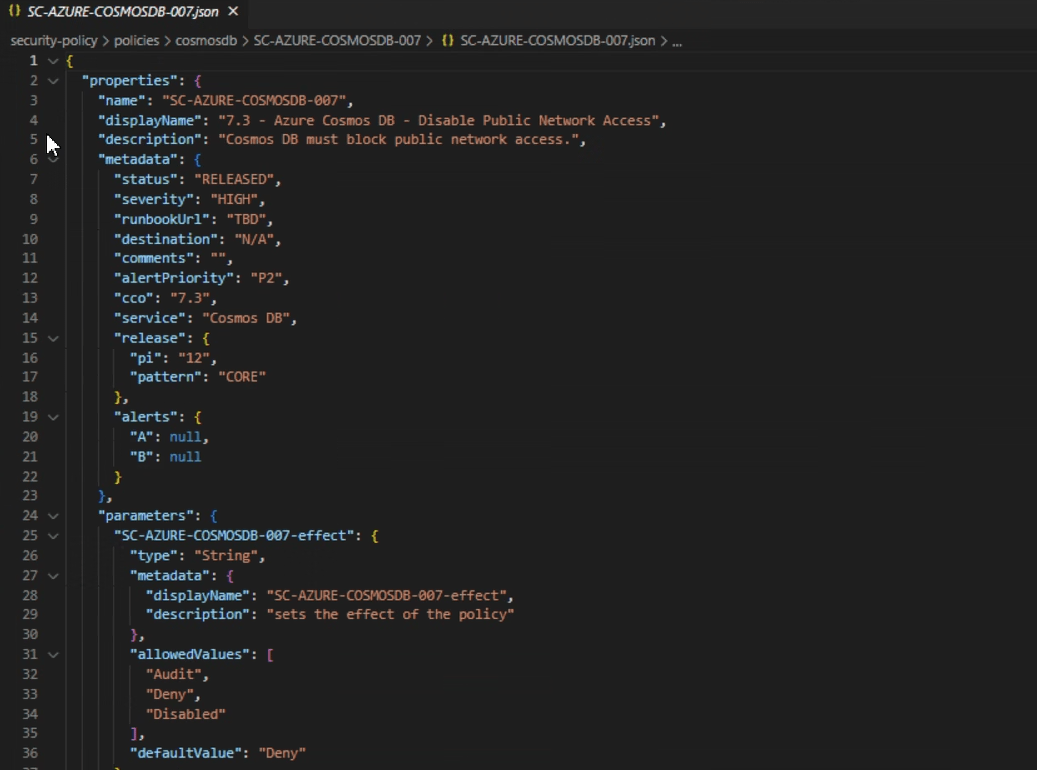 {} SC-AZURE-COSMOSDB-007.json ×
security-policy > policies > cosmosdb > SC-AZURE-COSMOSDB-007 > {} SC-AZURE-COSMOSDB-007.json > ...
1 {
2 "properties": {
3 "name": "SC-AZURE-COSMOSDB-007",
4 "displayName": "7.3 - Azure Cosmos DB - Disable Public Network Access",
5 "description": "Cosmos DB must block public network access.",
6 "metadata": {
7 "status": "RELEASED",
8 "severity": "HIGH",
9 "runbookUrl": "TBD",
10 "destination": "N/A",
11 "comments": "",
12 "alertPriority": "P2",
13 "cco": "7.3",
14 "service": "Cosmos DB",
15 "release": {
16 "pi": "12",
17 "pattern": "CORE"
18 },
19 "alerts": {
20 "A": null,
21 "B": null
22 }
23 },
24 "parameters": {
25 "SC-AZURE-COSMOSDB-007-effect": {
26 "type": "String",
27 "metadata": {
28 "displayName": "SC-AZURE-COSMOSDB-007-effect",
29 "description": "sets the effect of the policy"
30 },
31 "allowedValues": [
32 "Audit",
33 "Deny",
34 "Disabled"
35 ],
36 "defaultValue": "Deny"